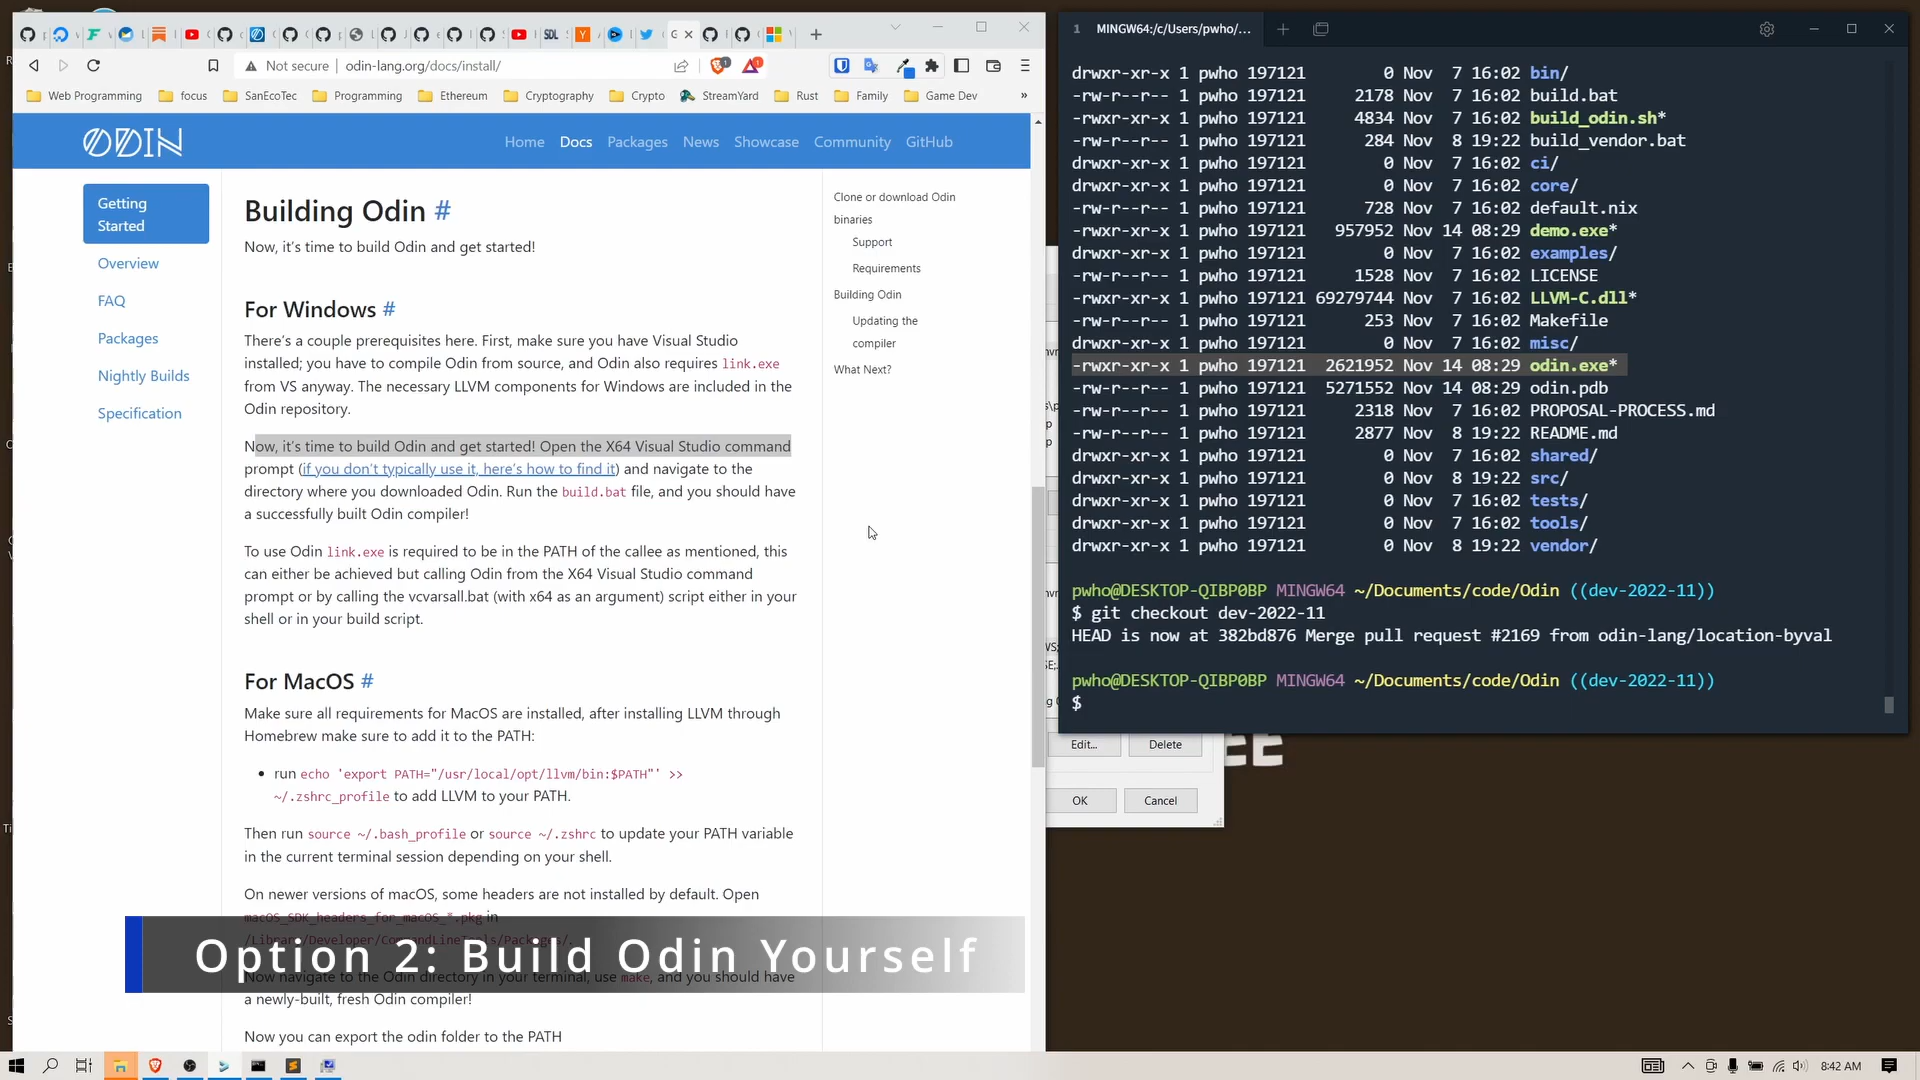 SDL
Not secure | odin-lang.org/docs/install/
Web Programming
focus
SanEcoTec
Programming
Ethereum
Cryptography
Crypto
StreamYard
Rust
Family
Game Dev
»
ODIN
Home
Docs
Packages
News
Showcase
Community
GitHub
Getting
Started
Overview
FAQ
Packages
Nightly Builds
Specification
Building Odin #
Now, it's time to build Odin and get started!
For Windows #
There's a couple prerequisites here. First, make sure you have Visual Studio
installed; you have to compile Odin from source, and Odin also requires link.exe
from VS anyway. The necessary LLVM components for Windows are included in the
Odin repository.
Now, it's time to build Odin and get started! Open the X64 Visual Studio command
prompt (if you don't typically use it, here's how to find it) and navigate to the
directory where you downloaded Odin. Run the build.bat file, and you should have
a successfully built Odin compiler!
To use Odin link.exe is required to be in the PATH of the callee as mentioned, this
can either be achieved but calling Odin from the X64 Visual Studio command
prompt or by calling the vcvarsall.bat (with x64 as an argument) script either in your
shell or in your build script.
For MacOS #
Make sure all requirements for MacOS are installed, after installing LLVM through
Homebrew make sure to add it to the PATH:
• run echo 'export PATH="/usr/local/opt/llvm/bin:$PATH"' >>
~/.zshrc_profile to add LLVM to your PATH.
Then run source ~/.bash_profile or source ~/.zshrc to update your PATH variable
in the current terminal session depending on your shell.
On newer versions of macOS, some headers are not installed by default. Open
macOS_SDK_headers_for_macOS_*.pkg in
/Library/Developer/CommandLineTools/Packages/.
Now navigate to the Odin directory in your terminal, use make, and you should have
a newly-built, fresh Odin compiler!
Now you can export the odin folder to the PATH
Option 2: Build Odin Yourself
Clone or download Odin
binaries
Support
Requirements
Building Odin
Updating the
compiler
What Next?
1 MINGW64:/c/Users/pwho/...
drwxr-xr-x 1 pwho 197121 0 Nov 7 16:02 bin/
-rw-r--r-- 1 pwho 197121 2178 Nov 7 16:02 build.bat
-rwxr-xr-x 1 pwho 197121 4834 Nov 7 16:02 build_odin.sh*
-rw-r--r-- 1 pwho 197121 284 Nov 8 19:22 build_vendor.bat
drwxr-xr-x 1 pwho 197121 0 Nov 7 16:02 ci/
drwxr-xr-x 1 pwho 197121 0 Nov 7 16:02 core/
-rw-r--r-- 1 pwho 197121 728 Nov 7 16:02 default.nix
-rwxr-xr-x 1 pwho 197121 957952 Nov 14 08:29 demo.exe*
drwxr-xr-x 1 pwho 197121 0 Nov 7 16:02 examples/
-rw-r--r-- 1 pwho 197121 1528 Nov 7 16:02 LICENSE
-rwxr-xr-x 1 pwho 197121 69279744 Nov 7 16:02 LLVM-C.dll*
-rw-r--r-- 1 pwho 197121 253 Nov 7 16:02 Makefile
drwxr-xr-x 1 pwho 197121 0 Nov 7 16:02 misc/
-rwxr-xr-x 1 pwho 197121 2621952 Nov 14 08:29 odin.exe*
-rw-r--r-- 1 pwho 197121 5271552 Nov 14 08:29 odin.pdb
-rw-r--r-- 1 pwho 197121 2318 Nov 7 16:02 PROPOSAL-PROCESS.md
-rw-r--r-- 1 pwho 197121 2877 Nov 8 19:22 README.md
drwxr-xr-x 1 pwho 197121 0 Nov 7 16:02 shared/
drwxr-xr-x 1 pwho 197121 0 Nov 8 19:22 src/
drwxr-xr-x 1 pwho 197121 0 Nov 7 16:02 tests/
drwxr-xr-x 1 pwho 197121 0 Nov 7 16:02 tools/
drwxr-xr-x 1 pwho 197121 0 Nov 8 19:22 vendor/
pwho@DESKTOP-QIBP0BP MINGW64 ~/Documents/code/Odin ((dev-2022-11))
$ git checkout dev-2022-11
HEAD is now at 382bd876 Merge pull request #2169 from odin-lang/location-byval
pwho@DESKTOP-QIBP0BP MINGW64 ~/Documents/code/Odin ((dev-2022-11))
$
Edit...
Delete
OK
Cancel
8:42 AM